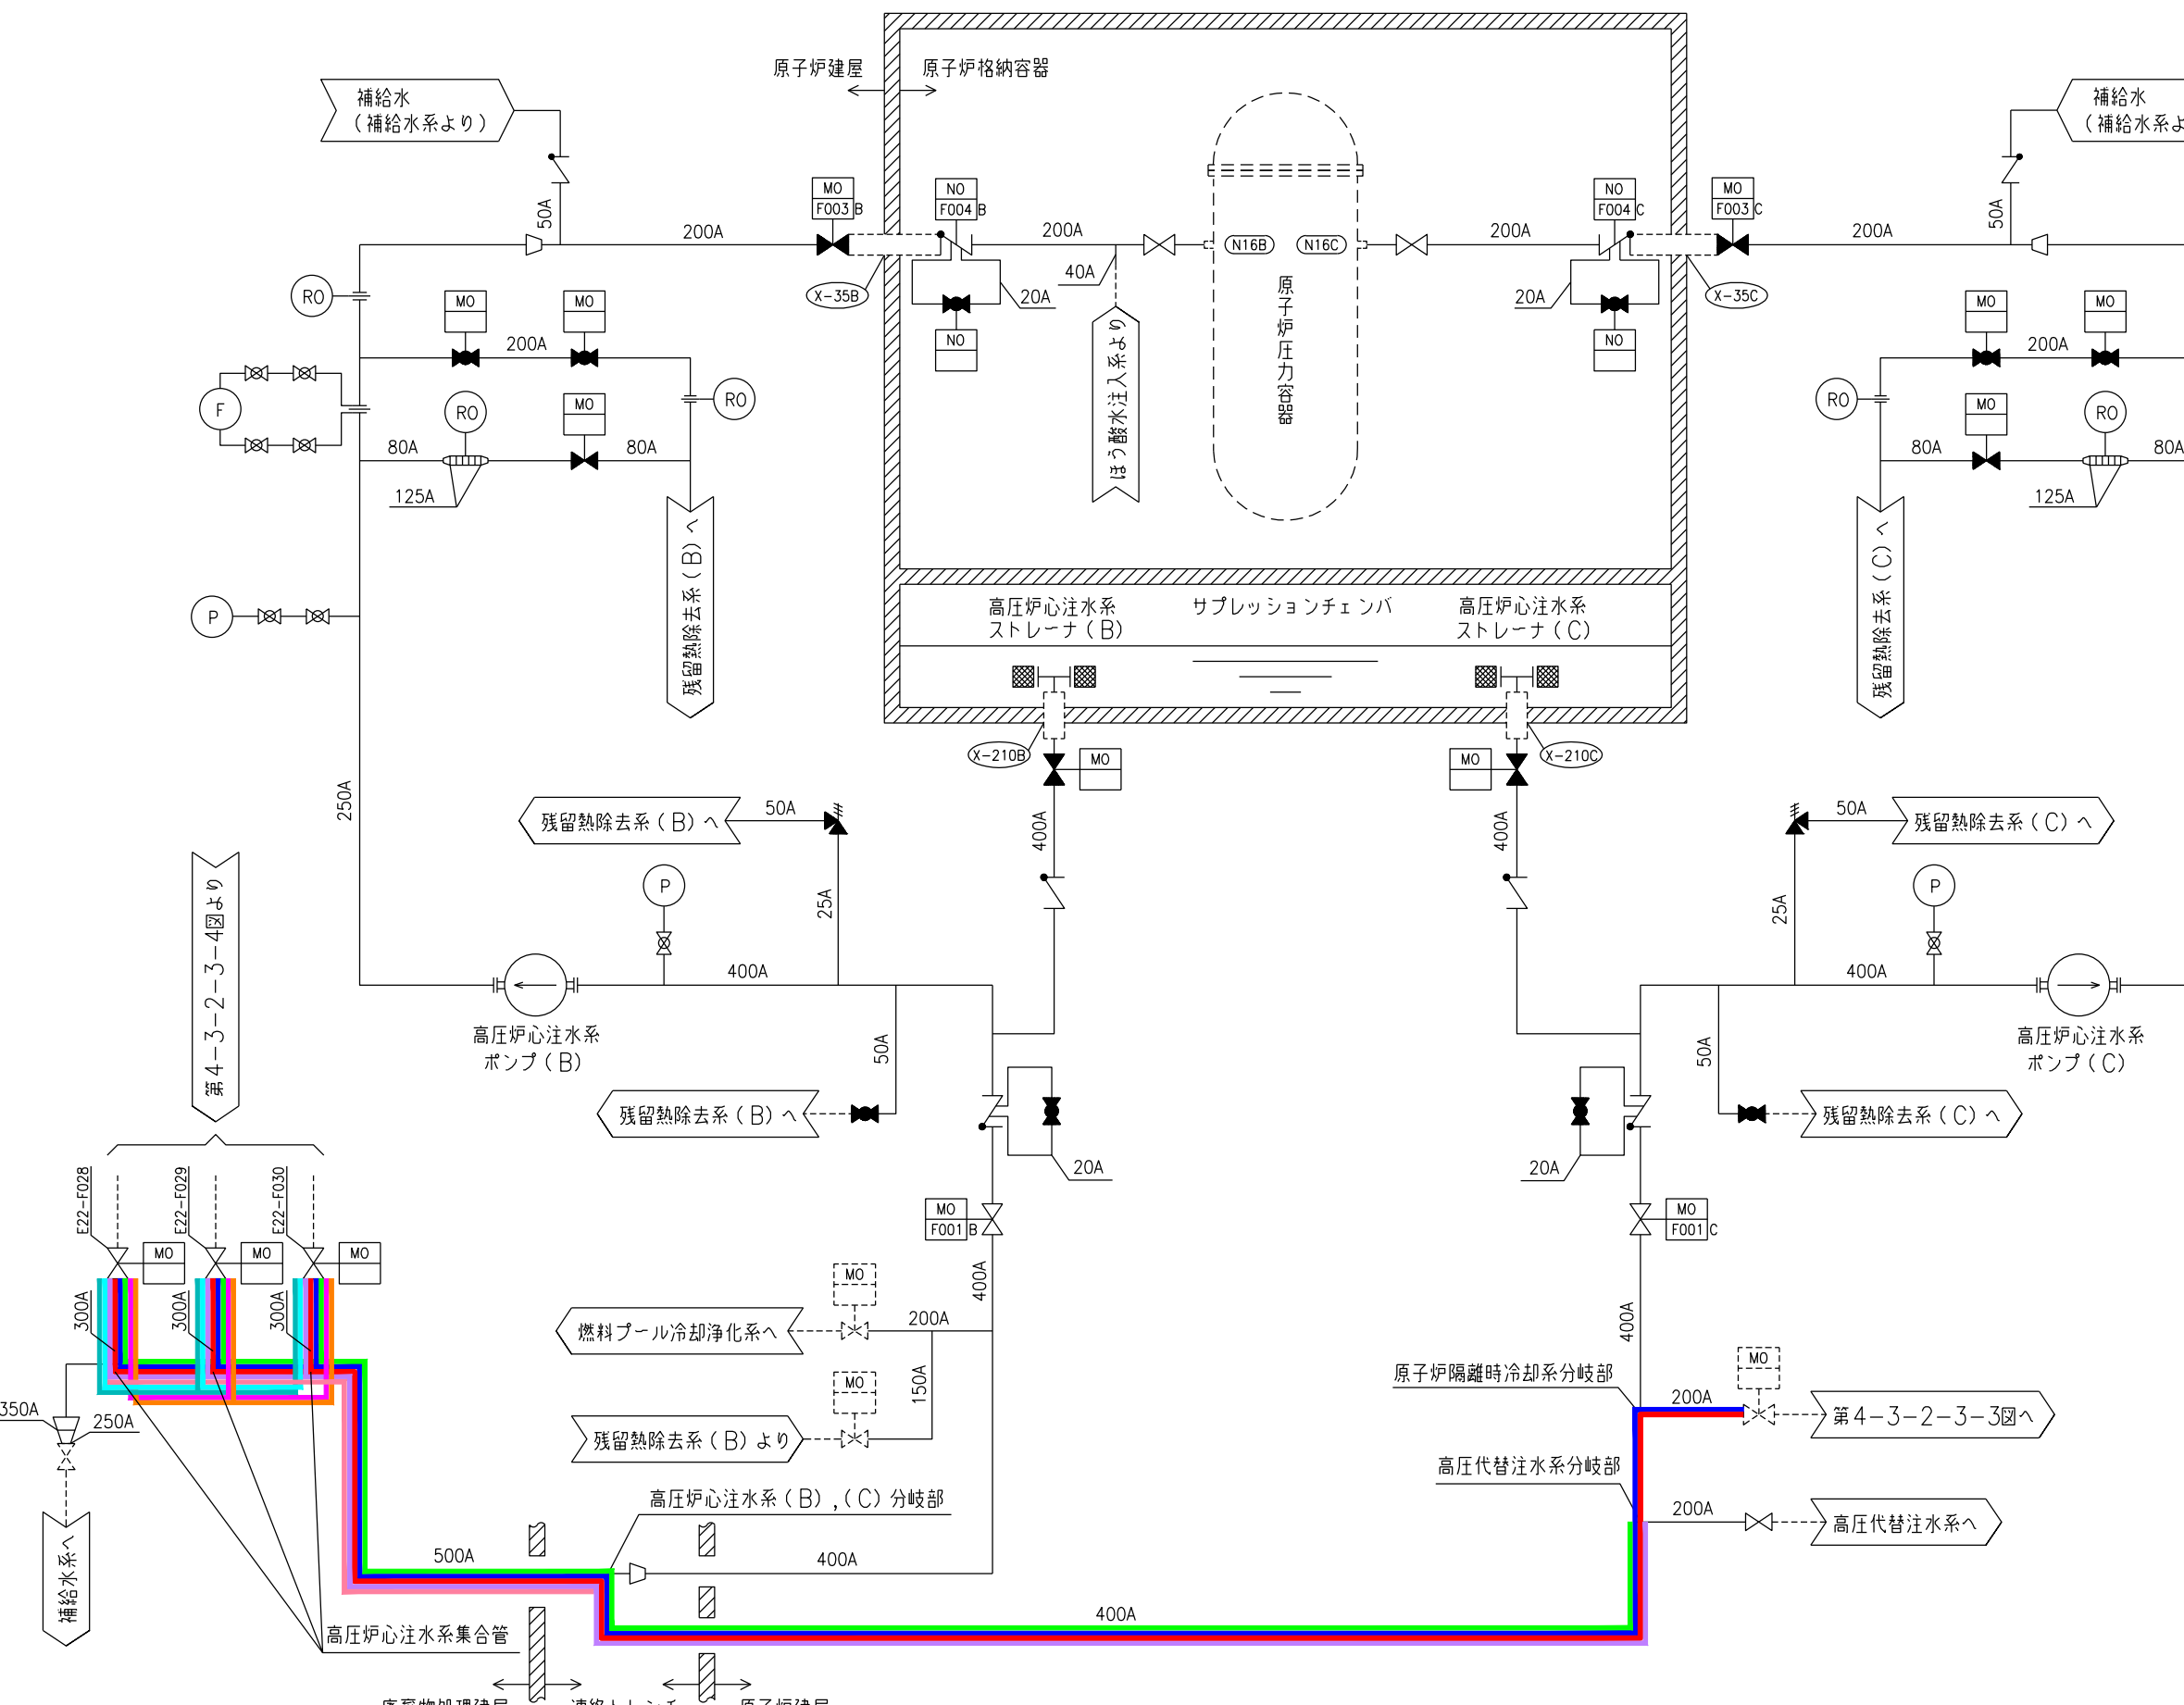 原子炉建屋
原子炉格納容器
補給水
(補給水系より)
補給水
50A
200A
MO
F003 B
NO
F004 B
200A
N16B
N16C
200A
NO
F004 C
MO
F003 C
200A
50A
RO
X-35B
20A
NO
40A
ほう酸水注入系より
原子炉圧力容器
20A
NO
X-35C
MO
200A
MO
F
RO
MO
RO
80A
80A
125A
残留熱除去系(B)へ
MO
200A
MO
RO
MO
RO
80A
80A
125A
残留熱除去系(C)へ
P
250A
高圧炉心注水系
ストレーナ(B)
サプレッションチェンバ
高圧炉心注水系
ストレーナ(C)
X-210B
MO
MO
X-210C
400A
400A
残留熱除去系(B)へ
50A
25A
P
400A
高圧炉心注水系
ポンプ(B)
50A
残留熱除去系(B)へ
20A
50A
残留熱除去系(C)へ
25A
P
400A
高圧炉心注水系
ポンプ(C)
50A
残留熱除去系(C)へ
20A
第4-3-2-3-4図より
E22-F028
E22-F029
E22-F030
MO
MO
MO
300A
300A
300A
350A
250A
補給水系へ
MO
F001 B
400A
MO
燃料プール冷却浄化系へ
200A
150A
MO
残留熱除去系(B)より
MO
F001 C
400A
原子炉隔離時冷却系分岐部
MO
200A
第4-3-2-3-3図へ
高圧代替注水系分岐部
200A
高圧代替注水系へ
高圧炉心注水系(B),(C)分岐部
500A
400A
400A
高圧炉心注水系集合管